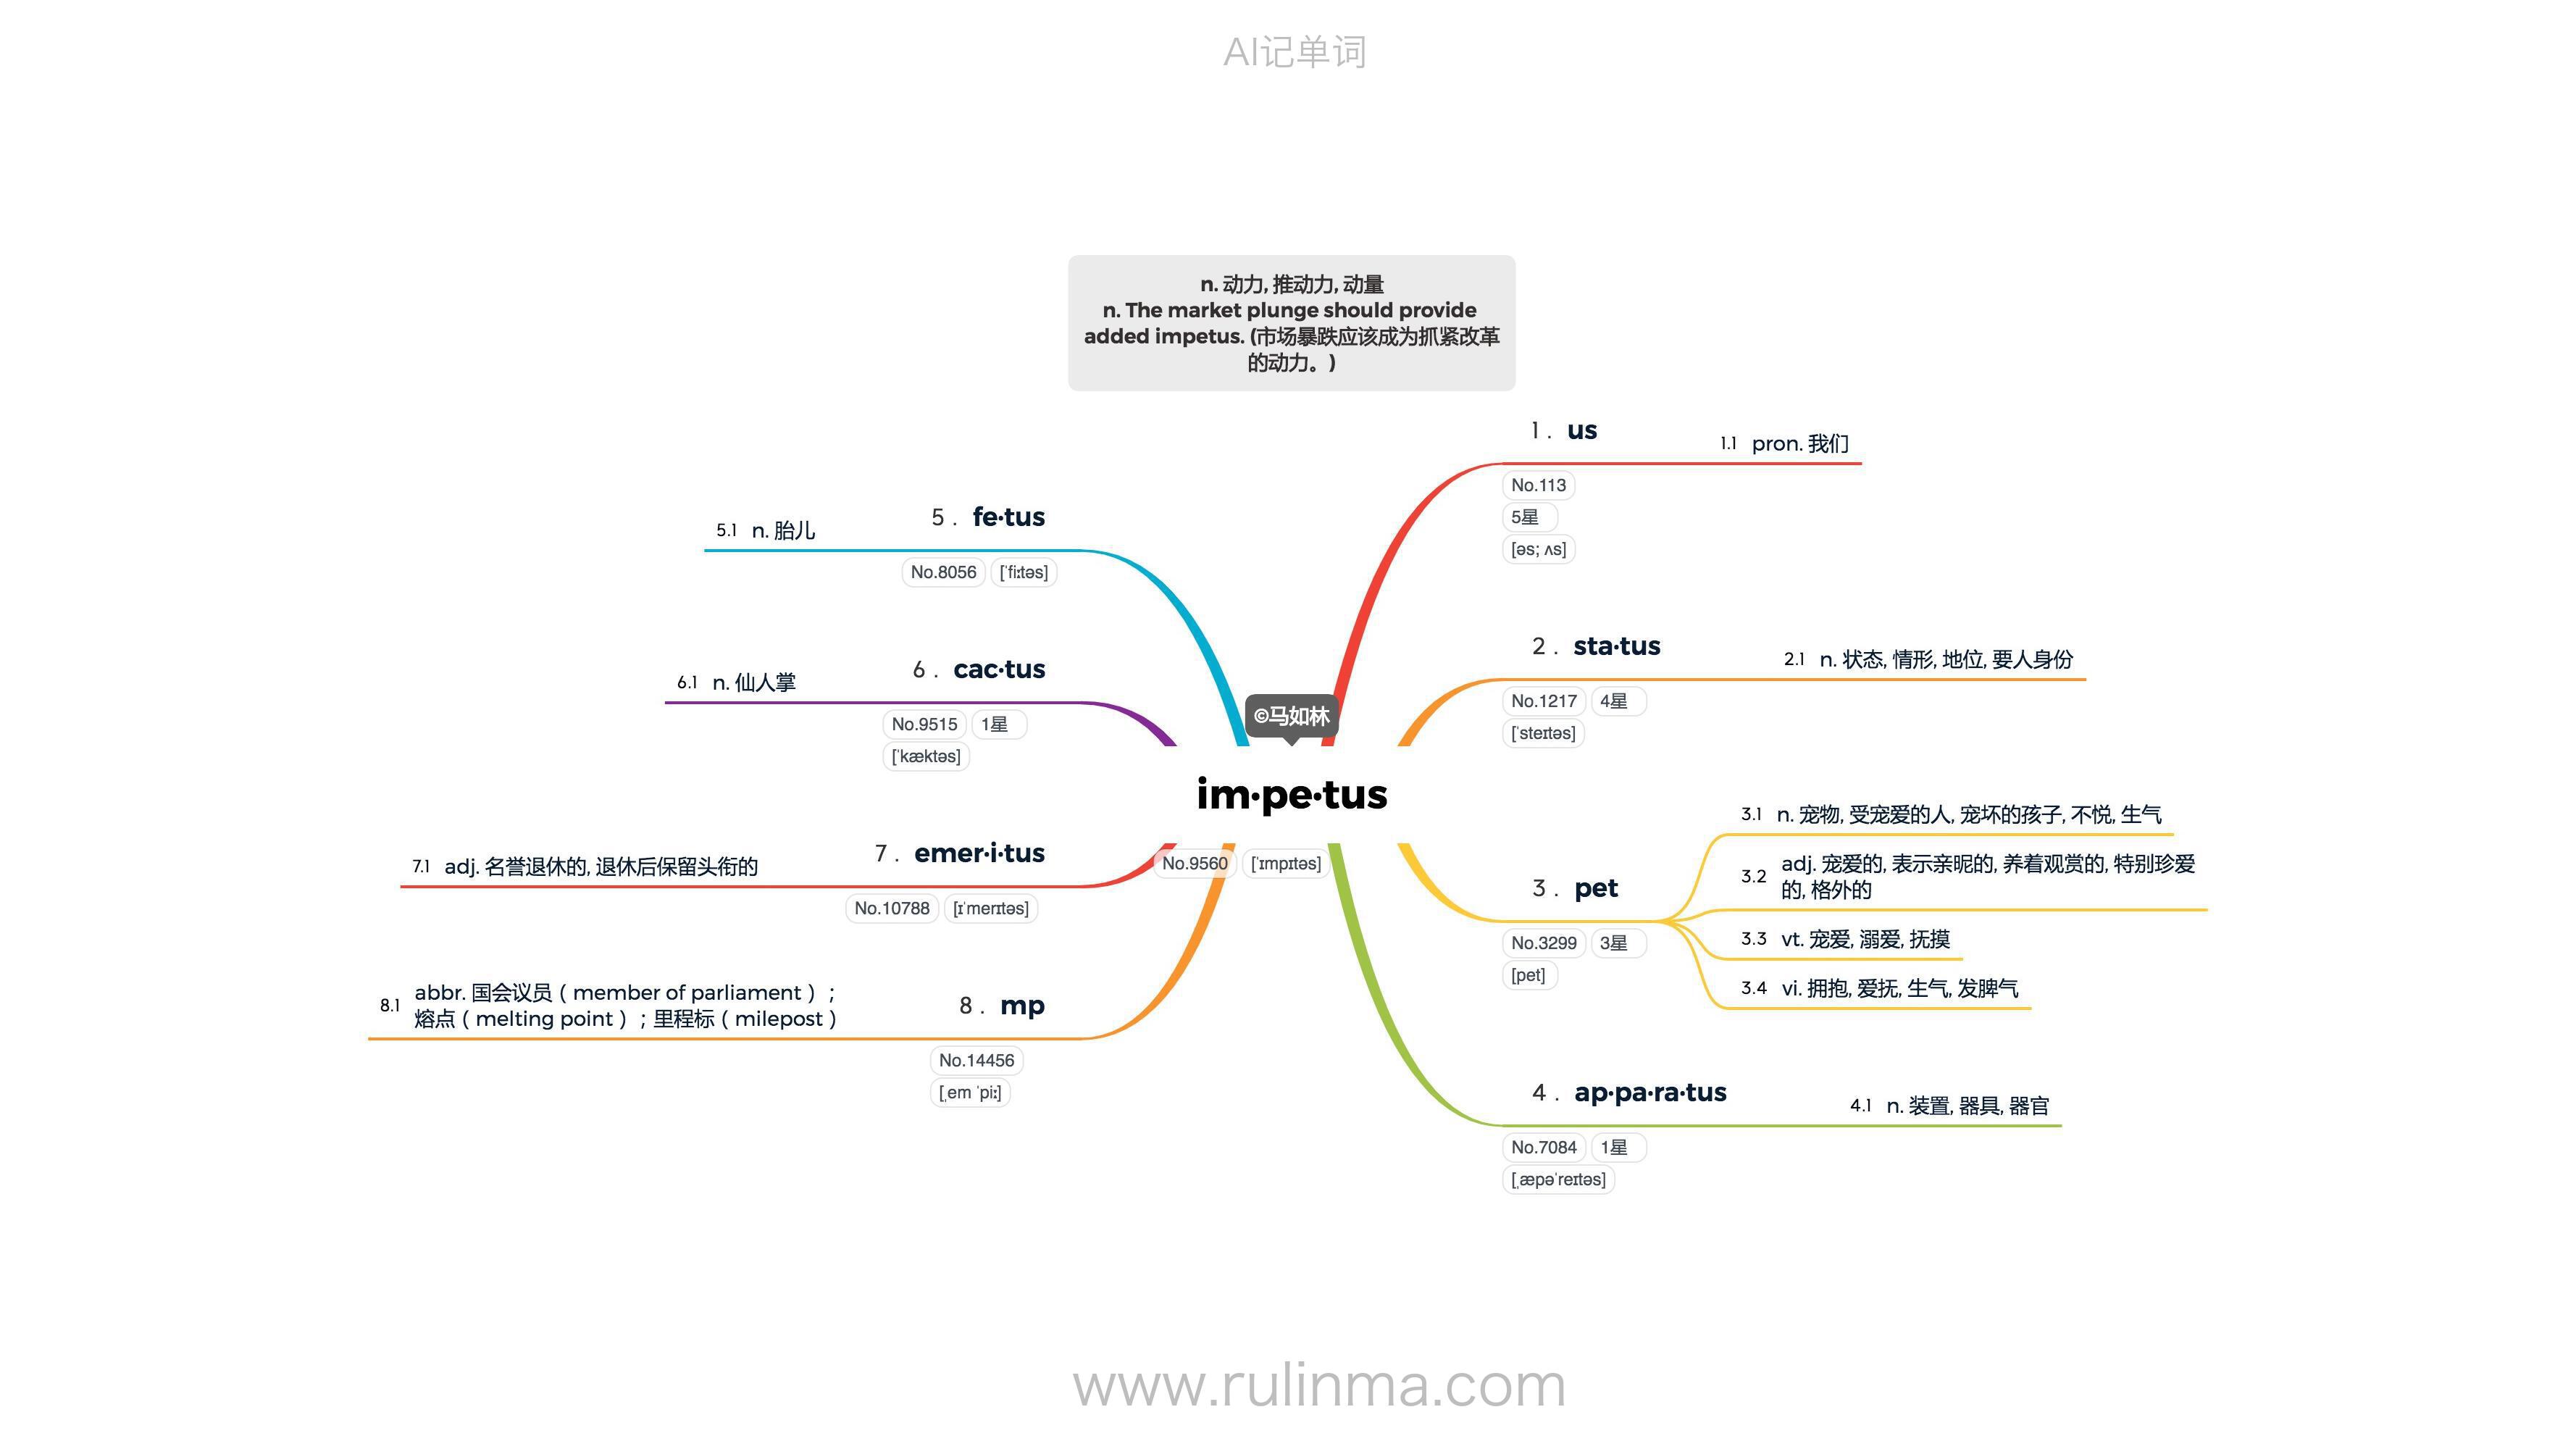 AI记单词
n. 动力, 推动力, 动量
n. The market plunge should provide
added impetus. (市场暴跌应该成为抓紧改革
的动力。)
©马如林
im·pe·tus
No.9560 [ˈɪmpɪtəs]
1 . us
1.1 pron. 我们
No.113
5星
[əs; ʌs]
2 . sta·tus
2.1 n. 状态, 情形, 地位, 要人身份
No.1217 4星
[ˈsteɪtəs]
3 . pet
No.3299 3星
[pet]
3.1 n. 宠物, 受宠爱的人, 宠坏的孩子, 不悦, 生气
3.2 adj. 宠爱的, 表示亲昵的, 养着观赏的, 特别珍爱
的, 格外的
3.3 vt. 宠爱, 溺爱, 抚摸
3.4 vi. 拥抱, 爱抚, 生气, 发脾气
4 . ap·pa·ra·tus
4.1 n. 装置, 器具, 器官
No.7084 1星
[ˌæpəˈreɪtəs]
5 . fe·tus
5.1 n. 胎儿
No.8056 [ˈfiːtəs]
6 . cac·tus
6.1 n. 仙人掌
No.9515 1星
[ˈkæktəs]
7 . emer·i·tus
7.1 adj. 名誉退休的, 退休后保留头衔的
No.10788 [ɪˈmerɪtəs]
8 . mp
8.1 abbr. 国会议员（member of parliament）；
熔点（melting point）；里程标（milepost）
No.14456
[ˌem ˈpiː]
www.rulinma.com